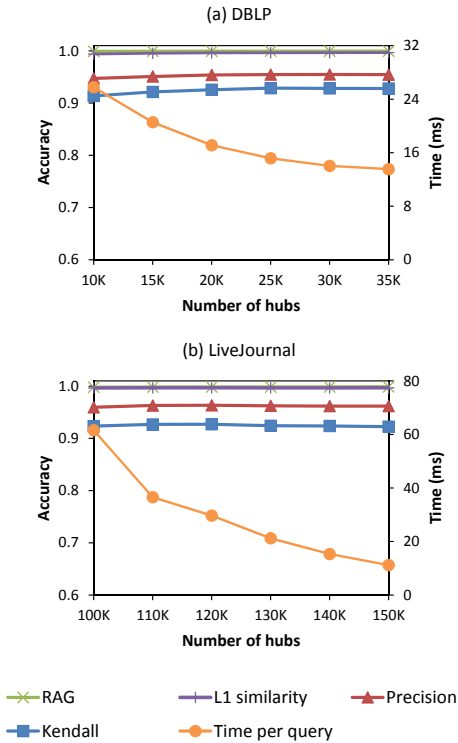 (a) DBLP
1.0
0.9
0.8
0.7
0.6
Accuracy
32
24
16
8
0
Time (ms)
10K 15K 20K 25K 30K 35K
Number of hubs
(b) LiveJournal
1.0
0.9
0.8
0.7
0.6
Accuracy
80
60
40
20
0
Time (ms)
100K 110K 120K 130K 140K 150K
Number of hubs
RAG L1 similarity Precision
Kendall Time per query